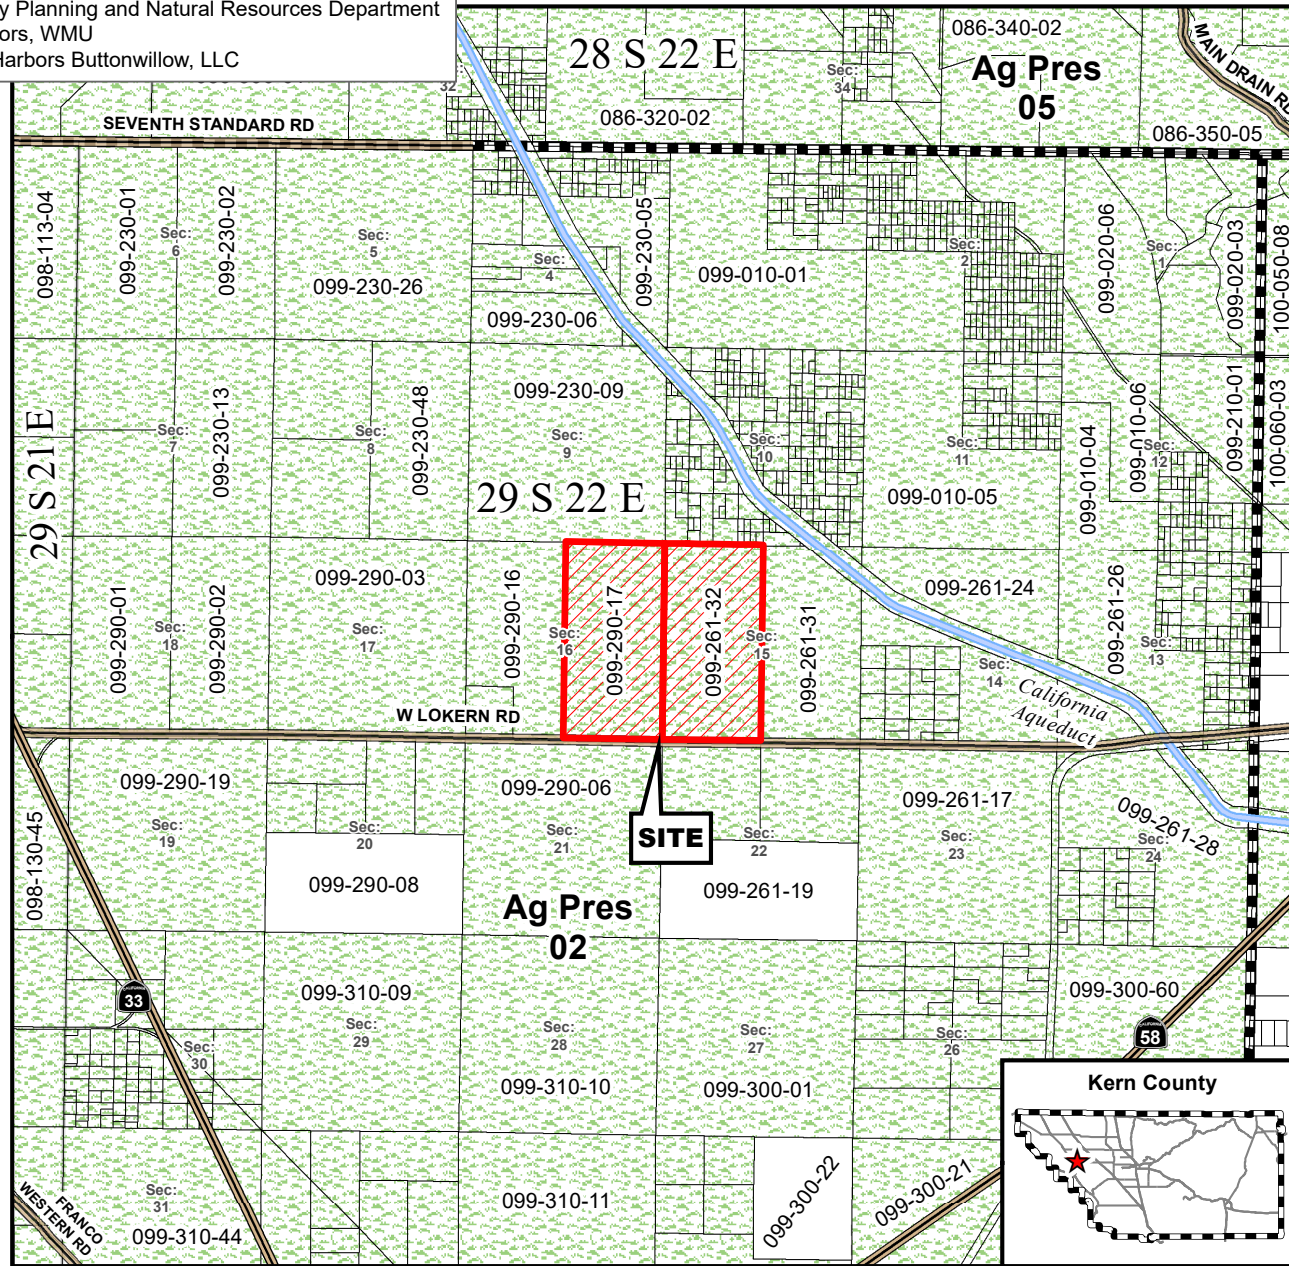 y Planning and Natural Resources Department
ors, WMU
Harbors Buttonwillow, LLC
28 S 22 E
086-340-02
Ag Pres
05
MAIN DRAIN RD
Sec:
34
32
086-320-02
086-350-05
SEVENTH STANDARD RD
098-113-04
099-230-01
Sec:
6
099-230-02
Sec:
5
099-230-26
Sec:
4
099-230-05
099-230-06
099-010-01
Sec:
2
099-020-06
Sec:
1
099-020-03
100-050-08
29 S 21 E
Sec:
7
099-230-13
Sec:
8
099-230-48
099-230-09
Sec:
9
Sec:
10
Sec:
11
099-010-05
099-010-04
099-010-06
Sec:
12
099-210-01
100-060-03
29 S 22 E
099-290-01
Sec:
18
099-290-02
099-290-03
Sec:
17
099-290-16
Sec:
16
099-290-17
099-261-32
Sec:
15
099-261-31
099-261-24
Sec:
14
099-261-26
Sec:
13
California
Aqueduct
W LOKERN RD
098-130-45
099-290-19
Sec:
19
Sec:
20
099-290-08
099-290-06
Sec:
21
SITE
Sec:
22
099-261-19
099-261-17
Sec:
23
099-261-28
Sec:
24
Ag Pres
02
CALIFORNIA
33
099-310-09
Sec:
29
Sec:
28
099-310-10
Sec:
27
099-300-01
Sec:
26
099-300-60
CALIFORNIA
58
Sec:
30
Sec:
31
099-310-44
FRANCO
WESTERN RD
099-310-11
099-300-22
099-300-21
Kern County